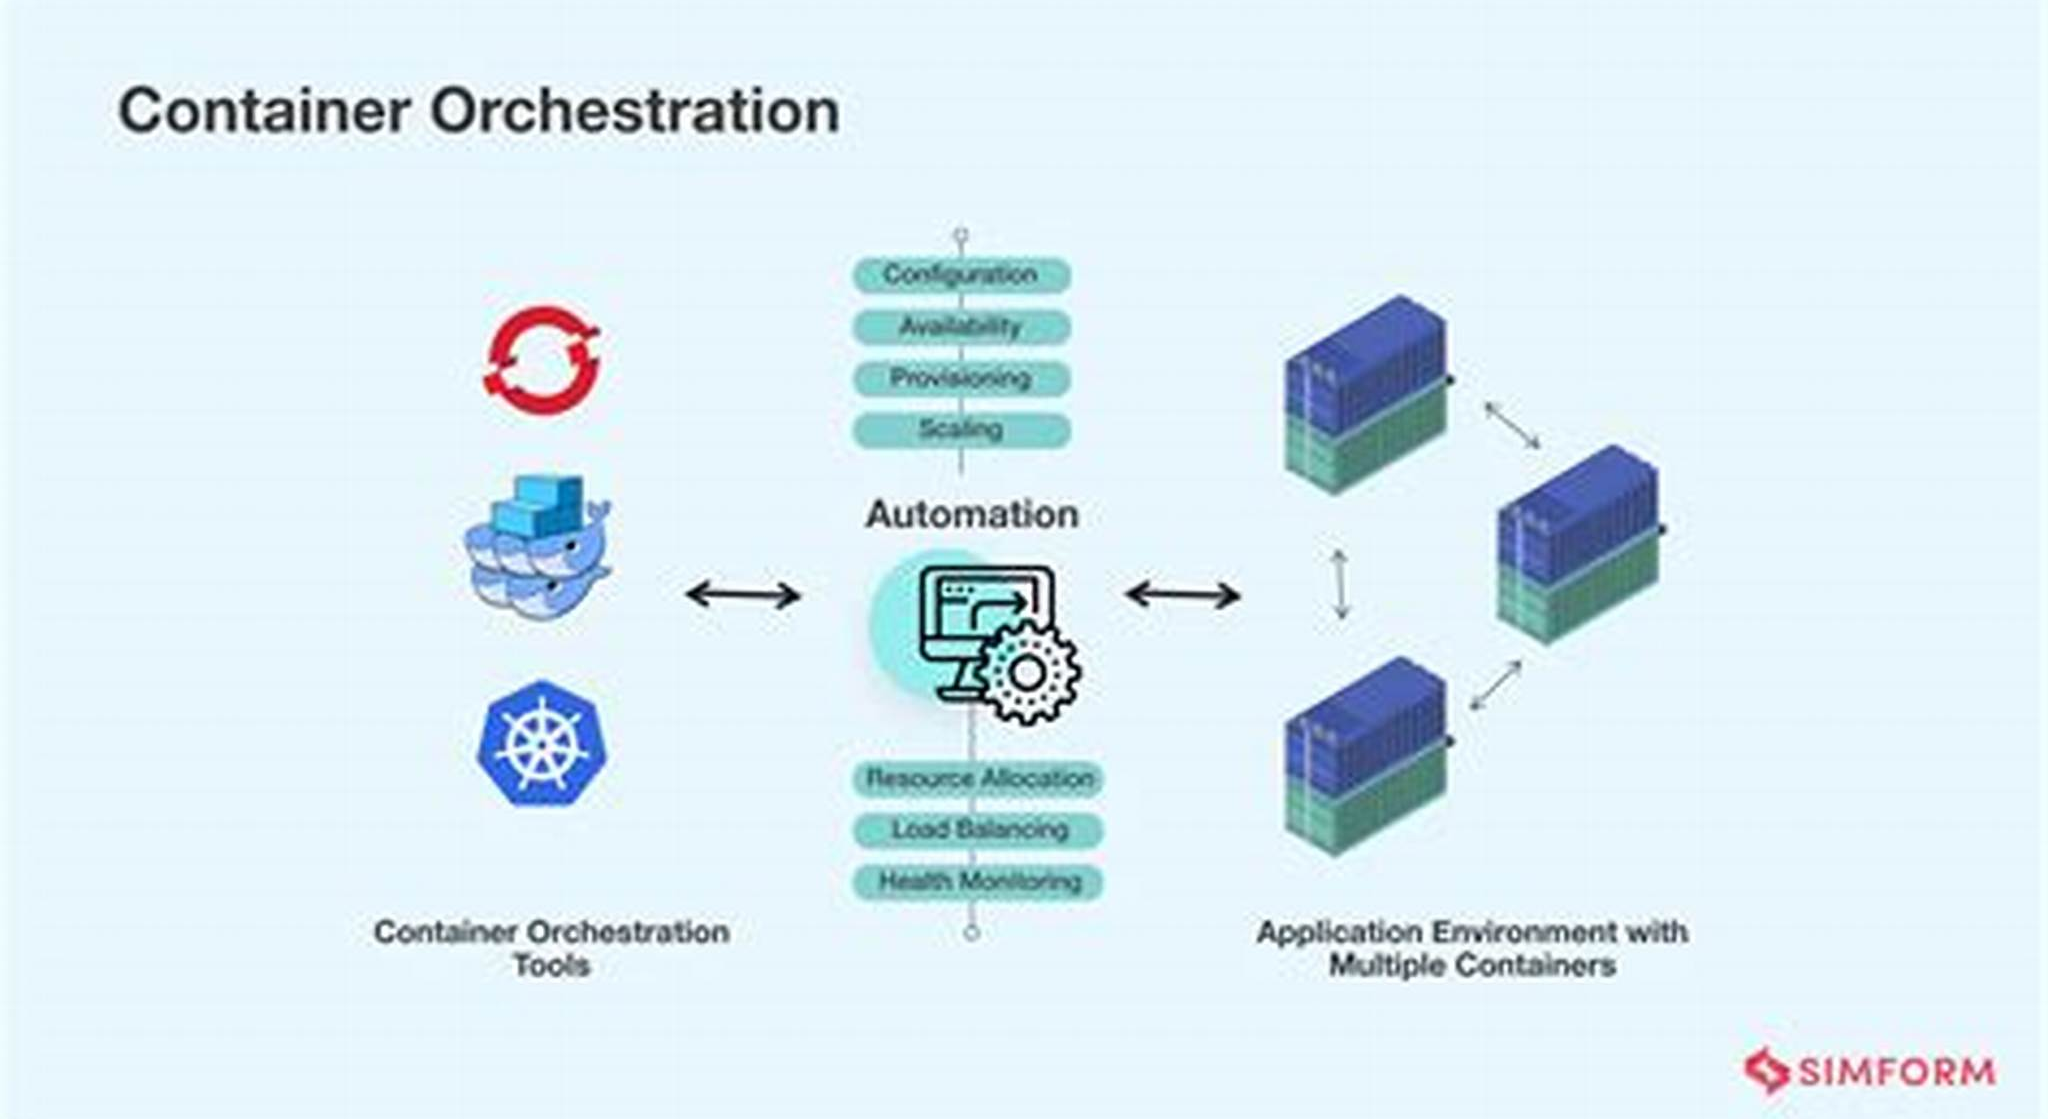 Container Orchestration
Configuration
Availability
Provisioning
Scaling
Automation
Resource Allocation
Load Balancing
Health Monitoring
Container Orchestration
Tools
Application Environment with
Multiple Containers
SIMFORM